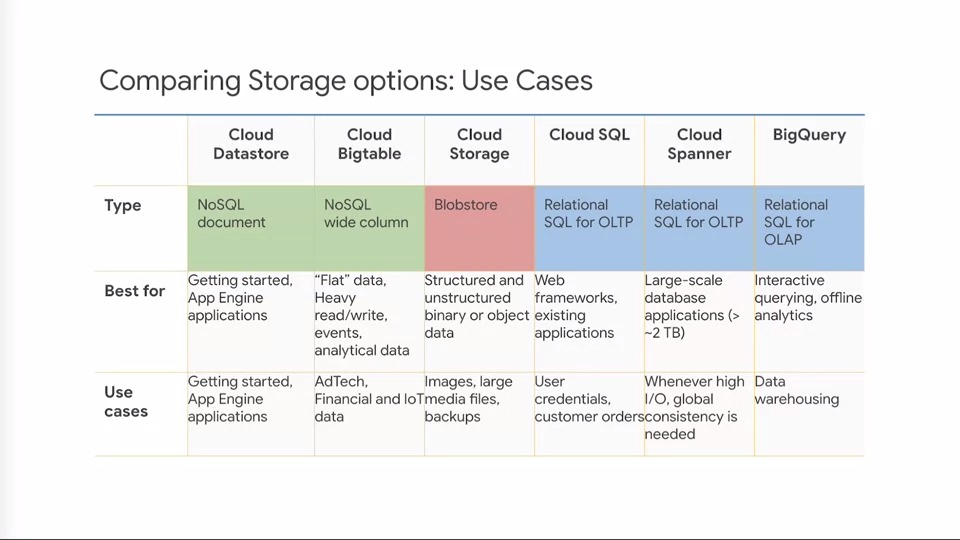 Comparing Storage options: Use Cases
Cloud Datastore
Cloud Bigtable
Cloud Storage
Cloud SQL
Cloud Spanner
BigQuery
Type
NoSQL document
NoSQL wide column
Blobstore
Relational SQL for OLTP
Relational SQL for OLTP
Relational SQL for OLAP
Best for
Getting started, App Engine applications
“Flat” data, Heavy read/write, events, analytical data
Structured and unstructured binary or object data
Web frameworks, existing applications
Large-scale database applications (> ~2 TB)
Interactive querying, offline analytics
Use cases
Getting started, App Engine applications
AdTech, Financial and IoT data
Images, large media files, backups
User credentials, customer orders
Whenever high I/O, global consistency is needed
Data warehousing